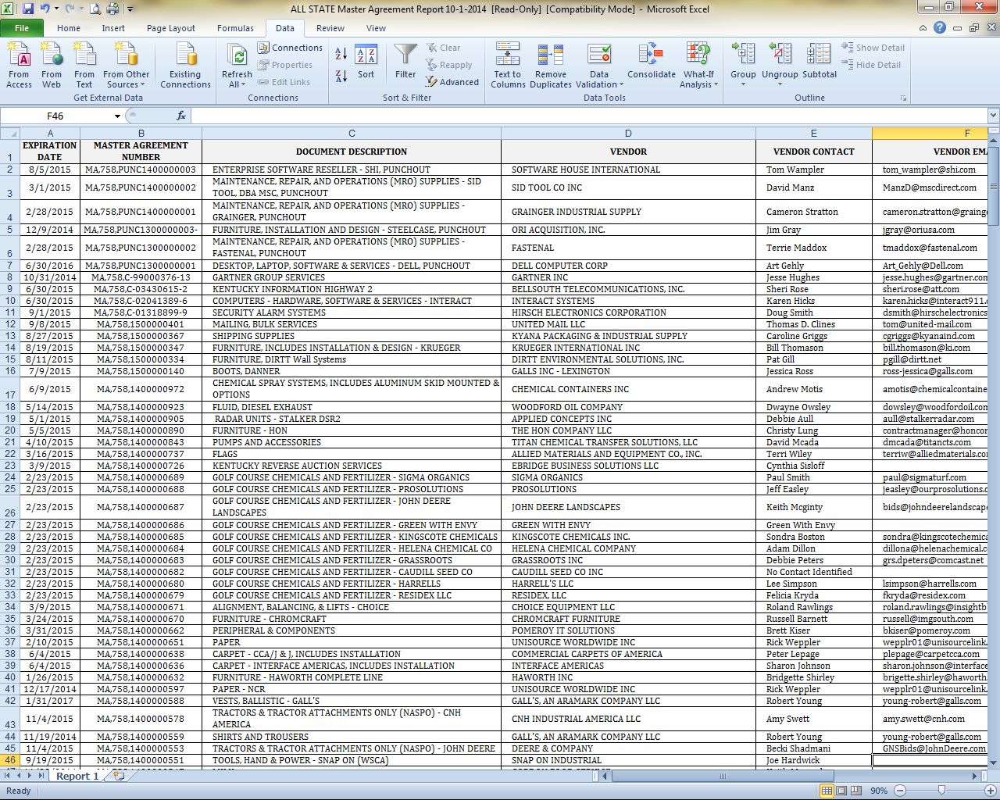 ALL STATE Master Agreement Report 10-1-2014 [Read-Only] [Compatibility Mode] - Microsoft Excel
File Home Insert Page Layout Formulas Data Review View
From Access From Web From Text From Other Sources Existing Connections
Get External Data
Refresh All Connections Properties Edit Links
Connections
Sort Filter Clear Reapply Advanced
Sort & Filter
Text to Columns Remove Duplicates Data Validation Consolidate What-If Analysis
Data Tools
Group Ungroup Subtotal Show Detail Hide Detail
Outline
F46 fx
A B C D E F
1 EXPIRATION DATE MASTER AGREEMENT NUMBER DOCUMENT DESCRIPTION VENDOR VENDOR CONTACT VENDOR EMA
2 8/5/2015 MA,758,PUNC1400000003 ENTERPRISE SOFTWARE RESELLER - SHI, PUNCHOUT SOFTWARE HOUSE INTERNATIONAL Tom Wampler tom_wampler@shi.com
3 3/1/2015 MA,758,PUNC1400000002 MAINTENANCE, REPAIR, AND OPERATIONS (MRO) SUPPLIES - SID TOOL, DBA MSC, PUNCHOUT SID TOOL CO INC David Manz ManzD@mscdirect.com
4 2/28/2015 MA,758,PUNC1400000001 MAINTENANCE, REPAIR, AND OPERATIONS (MRO) SUPPLIES - GRAINGER, PUNCHOUT GRAINGER INDUSTRIAL SUPPLY Cameron Stratton cameron.stratton@grainge
5 12/9/2014 MA,758,PUNC1300000003- FURNITURE, INSTALLATION AND DESIGN - STEELCASE, PUNCHOUT ORI ACQUISITION, INC. Jim Gray jgray@oriusa.com
6 2/28/2015 MA,758,PUNC1300000002 MAINTENANCE, REPAIR, AND OPERATIONS (MRO) SUPPLIES - FASTENAL, PUNCHOUT FASTENAL Terrie Maddox tmaddox@fastenal.com
7 6/30/2016 MA,758,PUNC1300000001 DESKTOP, LAPTOP, SOFTWARE & SERVICES - DELL, PUNCHOUT DELL COMPUTER CORP Art Gehly Art_Gehly@Dell.com
8 10/31/2014 MA,758,C-99000376-13 GARTNER GROUP SERVICES GARTNER INC Jesse Hughes jesse.hughes@gartner.com
9 6/30/2015 MA,758,C-03430615-2 KENTUCKY INFORMATION HIGHWAY 2 BELLSOUTH TELECOMMUNICATIONS, INC. Sheri Rose sheri.rose@att.com
10 6/30/2015 MA,758,C-02041389-6 COMPUTERS - HARDWARE, SOFTWARE & SERVICES - INTERACT INTERACT SYSTEMS Karen Hicks karen.hicks@interact911.
11 9/1/2015 MA,758,C-01318899-9 SECURITY ALARM SYSTEMS HIRSCH ELECTRONICS CORPORATION Doug Smith dsmith@hirschelectronics
12 9/8/2015 MA,758,1500000401 MAILING, BULK SERVICES UNITED MAIL LLC Thomas D. Clines tom@united-mail.com
13 8/27/2015 MA,758,1500000367 SHIPPING SUPPLIES KYANA PACKAGING & INDUSTRIAL SUPPLY Caroline Griggs cgriggs@kyanaind.com
14 8/19/2015 MA,758,1500000347 FURNITURE, INCLUDES INSTALLATION & DESIGN - KRUEGER KRUEGER INTERNATIONAL INC Bill Thomason bill.thomason@ki.com
15 8/11/2015 MA,758,1500000334 FURNITURE, DIRTT Wall Systems DIRTT ENVIRONMENTAL SOLUTIONS, INC. Pat Gill pgill@dirtt.net
16 7/9/2015 MA,758,1500000140 BOOTS, DANNER GALLS INC - LEXINGTON Jessica Ross ross-jessica@galls.com
17 6/9/2015 MA,758,1400000972 CHEMICAL SPRAY SYSTEMS, INCLUDES ALUMINUM SKID MOUNTED & OPTIONS CHEMICAL CONTAINERS INC Andrew Motis amotis@chemicalcontaine
18 5/14/2015 MA,758,1400000923 FLUID, DIESEL EXHAUST WOODFORD OIL COMPANY Dwayne Owsley dowsley@woodfordoil.com
19 5/1/2015 MA,758,1400000905 RADAR UNITS - STALKER DSR2 APPLIED CONCEPTS INC Debbie Aull aull@stalkerradar.com
20 5/5/2015 MA,758,1400000890 FURNITURE - HON THE HON COMPANY LLC Christy Lung contractmanager@honcor
21 4/10/2015 MA,758,1400000843 PUMPS AND ACCESSORIES TITAN CHEMICAL TRANSFER SOLUTIONS, LLC David Mcada dmcada@titancts.com
22 3/16/2015 MA,758,1400000737 FLAGS ALLIED MATERIALS AND EQUIPMENT CO., INC. Terri Wiley terriw@alliedmaterials.co
23 3/9/2015 MA,758,1400000726 KENTUCKY REVERSE AUCTION SERVICES EBRIDGE BUSINESS SOLUTIONS LLC Cynthia Sisloff
24 2/23/2015 MA,758,1400000689 GOLF COURSE CHEMICALS AND FERTILIZER - SIGMA ORGANICS SIGMA ORGANICS Paul Smith paul@sigmaturf.com
25 2/23/2015 MA,758,1400000688 GOLF COURSE CHEMICALS AND FERTILIZER - PROSOLUTIONS PROSOLUTIONS Jeff Easley jeasley@ourprosolutions.c
26 2/23/2015 MA,758,1400000687 GOLF COURSE CHEMICALS AND FERTILIZER - JOHN DEERE LANDSCAPES JOHN DEERE LANDSCAPES Keith Mcginty bids@johndeerelandscape
27 2/23/2015 MA,758,1400000686 GOLF COURSE CHEMICALS AND FERTILIZER - GREEN WITH ENVY GREEN WITH ENVY Green With Envy
28 2/23/2015 MA,758,1400000685 GOLF COURSE CHEMICALS AND FERTILIZER - KINGSCOTE CHEMICALS KINGSCOTE CHEMICALS INC. Sondra Boston sondra@kingscotechemica
29 2/23/2015 MA,758,1400000684 GOLF COURSE CHEMICALS AND FERTILIZER - HELENA CHEMICAL CO HELENA CHEMICAL COMPANY Adam Dillon dillona@helenachemical.c
30 2/23/2015 MA,758,1400000683 GOLF COURSE CHEMICALS AND FERTILIZER - GRASSROOTS GRASSROOTS INC Debbie Peters grs.dpeters@comcast.net
31 2/23/2015 MA,758,1400000682 GOLF COURSE CHEMICALS AND FERTILIZER - CAUDILL SEED CO CAUDILL SEED CO INC No Contact Identified
32 2/23/2015 MA,758,1400000680 GOLF COURSE CHEMICALS AND FERTILIZER - HARRELLS HARRELL'S LLC Lee Simpson lsimpson@harrells.com
33 2/23/2015 MA,758,1400000679 GOLF COURSE CHEMICALS AND FERTILIZER - RESIDEX LLC RESIDEX, LLC Felicia Kryda fkryda@residex.com
34 3/9/2015 MA,758,1400000671 ALIGNMENT, BALANCING, & LIFTS - CHOICE CHOICE EQUIPMENT LLC Roland Rawlings roland.rawlings@insightb
35 3/24/2015 MA,758,1400000670 FURNITURE - CHROMCRAFT CHROMCRAFT FURNITURE Russell Barnett russell@imgsouth.com
36 3/31/2015 MA,758,1400000662 PERIPHERAL & COMPONENTS POMEROY IT SOLUTIONS Brett Kiser bkiser@pomeroy.com
37 2/10/2015 MA,758,1400000651 PAPER UNISOURCE WORLDWIDE INC Rick Weppler wepplr01@unisourcelink.
38 6/4/2015 MA,758,1400000638 CARPET - CCA/J & J, INCLUDES INSTALLATION COMMERCIAL CARPETS OF AMERICA Peter Lepage plepage@carpetcca.com
39 6/4/2015 MA,758,1400000636 CARPET - INTERFACE AMERICAS, INCLUDES INSTALLATION INTERFACE AMERICAS Sharon Johnson sharon.johnson@interface
40 1/26/2015 MA,758,1400000632 FURNITURE - HAWORTH COMPLETE LINE HAWORTH INC Bridgette Shirley brigette.shirley@haworth.
41 12/17/2014 MA,758,1400000597 PAPER - NCR UNISOURCE WORLDWIDE INC Rick Weppler wepplr01@unisourcelink.
42 1/31/2017 MA,758,1400000588 VESTS, BALLISTIC - GALL'S GALL'S, AN ARAMARK COMPANY LLC Robert Young young-robert@galls.com
43 11/4/2015 MA,758,1400000578 TRACTORS & TRACTOR ATTACHMENTS ONLY (NASPO) - CNH AMERICA CNH INDUSTRIAL AMERICA LLC Amy Swett amy.swett@cnh.com
44 11/19/2014 MA,758,1400000559 SHIRTS AND TROUSERS GALL'S, AN ARAMARK COMPANY LLC Robert Young young-robert@galls.com
45 11/4/2015 MA,758,1400000553 TRACTORS & TRACTOR ATTACHMENTS ONLY (NASPO) - JOHN DEERE DEERE & COMPANY Becki Shadmani GNSBids@JohnDeere.com
46 9/19/2015 MA,758,1400000551 TOOLS, HAND & POWER - SNAP ON (WSCA) SNAP ON INDUSTRIAL Joe Hardwick
Report 1
Ready 90%